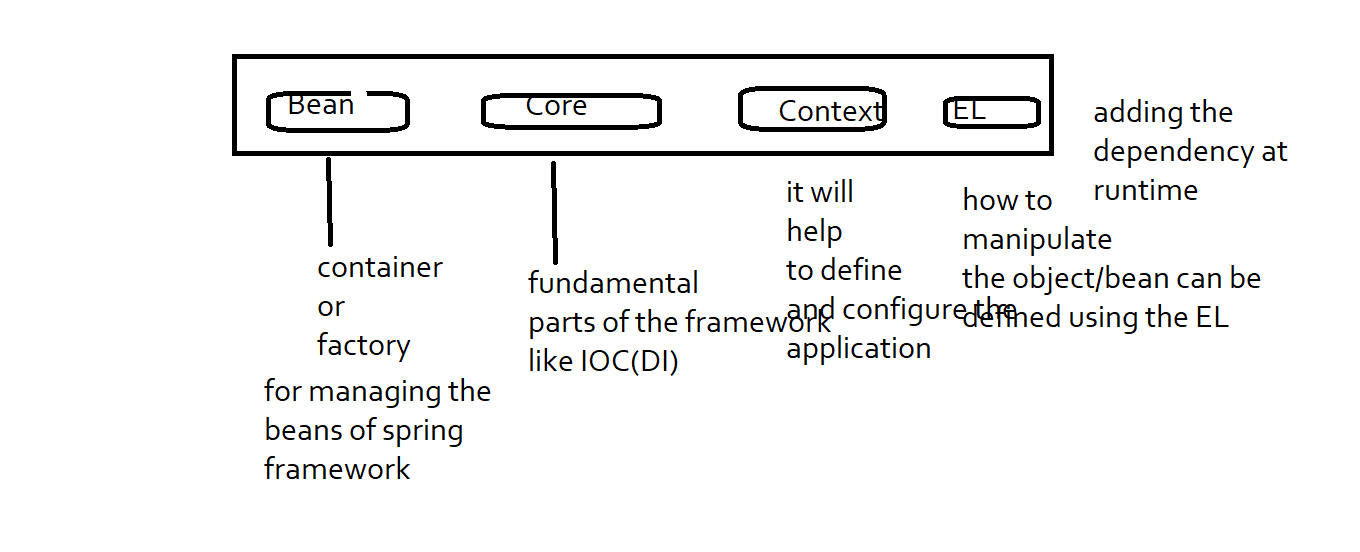 Bean
Core
Context
EL
adding the
dependency at
runtime
container
or
factory
for managing the
beans of spring
framework
fundamental
parts of the framework
like IOC(DI)
it will
help
to define
and configure the
application
how to
manipulate
the object/bean can be
defined using the EL